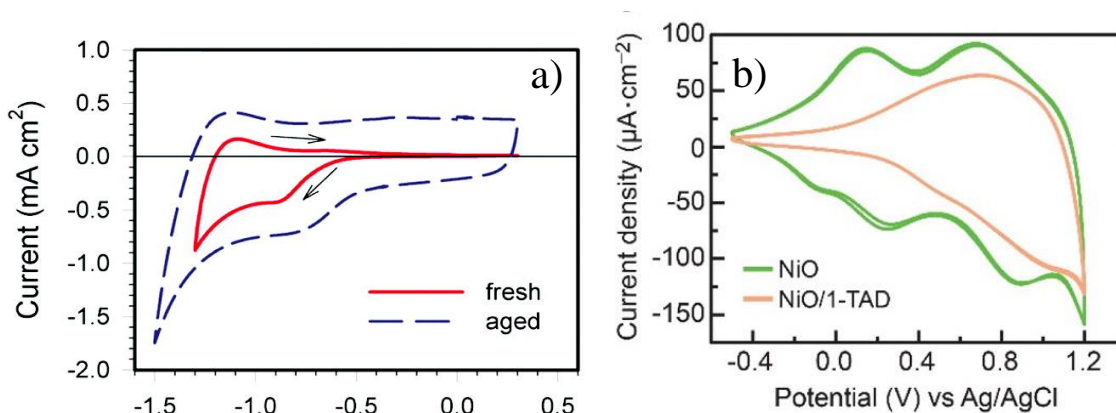 a)
Current (mA cm²)
1.0
0.5
0.0
-0.5
-1.0
-1.5
-2.0
fresh
aged
-1.5
-1.0
-0.5
0.0
0.5
b)
Current density (μA·cm⁻²)
100
50
0
-50
-100
-150
NiO
NiO/1-TAD
-0.4
0.0
0.4
0.8
1.2
Potential (V) vs Ag/AgCl